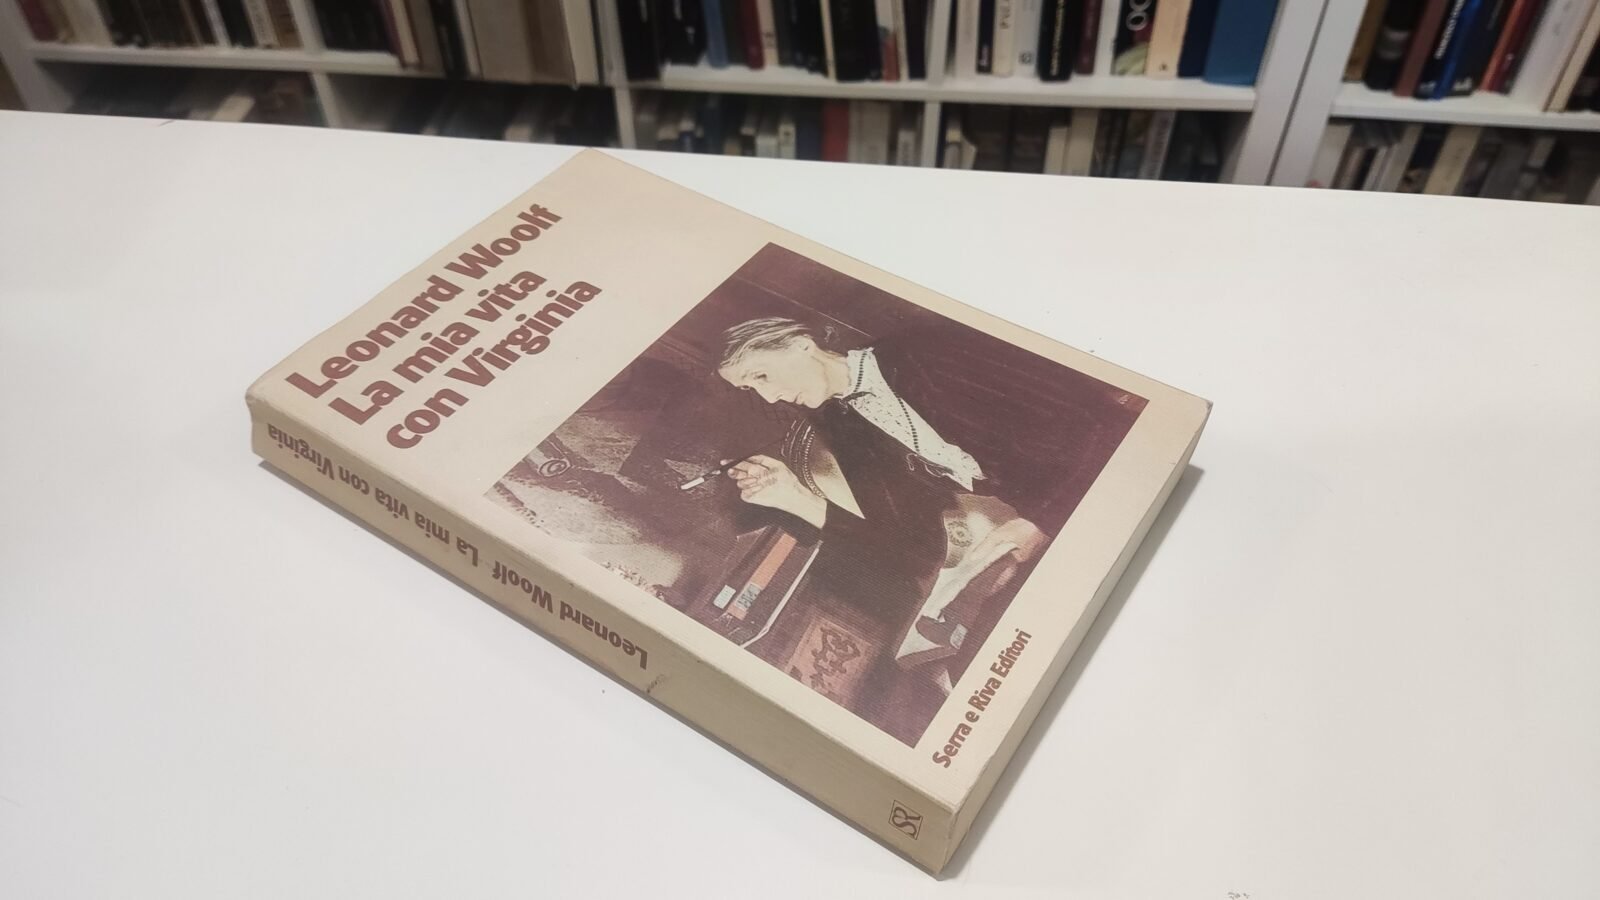 Leonard Woolf
La mia vita
con Virginia
Serra e Riva Editori
Leonard Woolf La mia vita con Virginia
SR